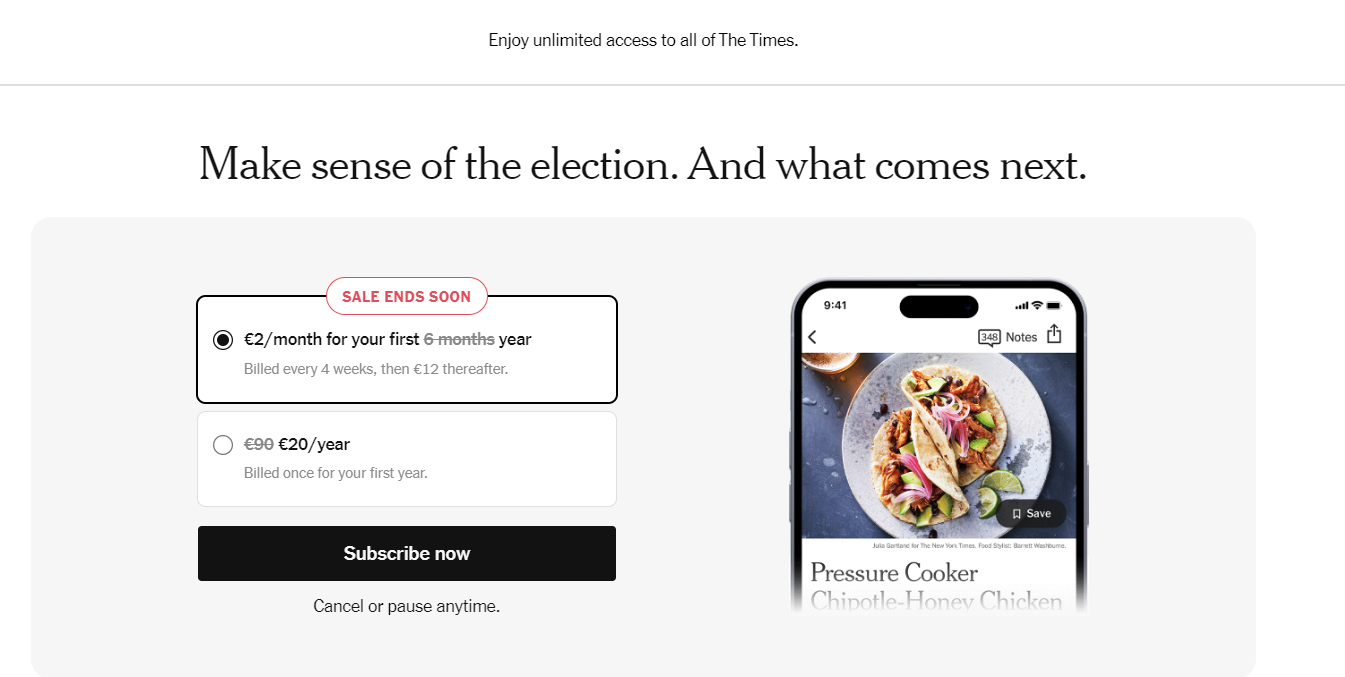 Enjoy unlimited access to all of The Times.
Make sense of the election. And what comes next.
SALE ENDS SOON
€2/month for your first 6 months year
Billed every 4 weeks, then €12 thereafter.
€90 €20/year
Billed once for your first year.
Subscribe now
Cancel or pause anytime.
9:41
348 Notes
Save
Julia Gartland for The New York Times. Food Stylist: Barrett Washburne.
Pressure Cooker
Chipotle-Honey Chicken